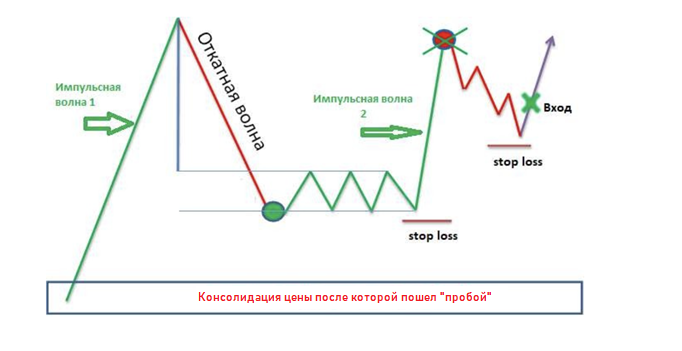 Импульсная
волна 1
Откатная волна
Импульсная волна
2
Вход
stop loss
stop loss
Консолидация цены после которой пошел "пробой"